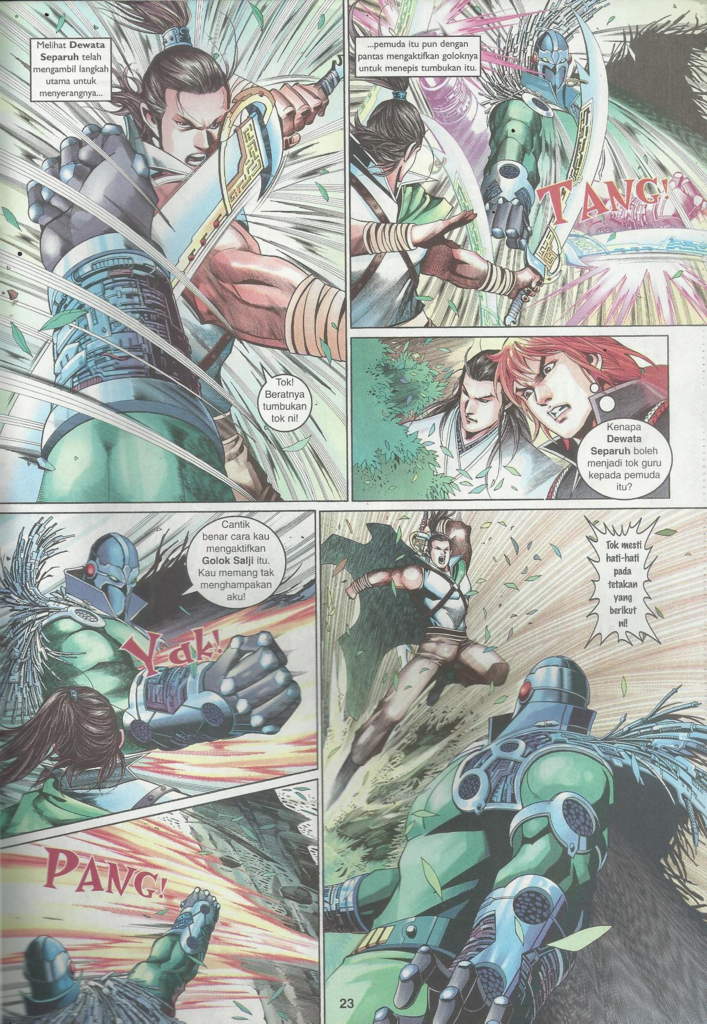 Melihat Dewata
Separuh telah
mengambil langkah
utama untuk
menyerangnya...
...pemuda itu pun dengan
pantas mengaktifkan goloknya
untuk menepis tumbukan itu.
TANG!
Tok!
Beratnya
tumbukan
tok ni!
Kenapa
Dewata
Separuh boleh
menjadi tok guru
kepada pemuda
itu?
Cantik
benar cara kau
mengaktifkan
Golok Salji itu.
Kau memang tak
menghampakan
aku!
Yak!
PANG!
Tok mesti
hati-hati
pada
tetakan
yang
berikut
ni!
23